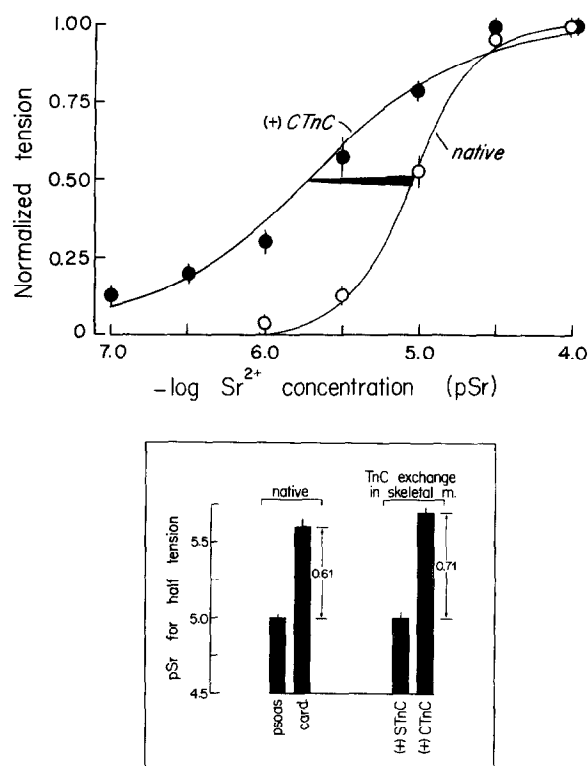 1.00
0.75
0.50
0.25
0
Normalized tension
(+) CTnC
native
7.0 6.0 5.0 4.0
−log Sr²⁺ concentration (pSr)
native
TnC exchange
in skeletal m.
pSr for half tension
5.5
5.0
4.5
0.61
0.71
psoas
card.
(+) STnC
(+) CTnC